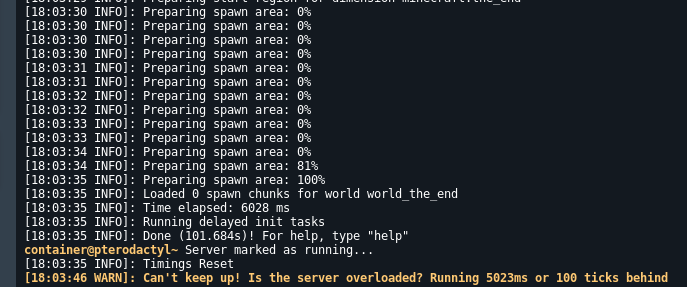 [18:03:29 INFO]: Preparing start region for dimension minecraft:the_end
[18:03:30 INFO]: Preparing spawn area: 0%
[18:03:30 INFO]: Preparing spawn area: 0%
[18:03:30 INFO]: Preparing spawn area: 0%
[18:03:30 INFO]: Preparing spawn area: 0%
[18:03:31 INFO]: Preparing spawn area: 0%
[18:03:31 INFO]: Preparing spawn area: 0%
[18:03:32 INFO]: Preparing spawn area: 0%
[18:03:32 INFO]: Preparing spawn area: 0%
[18:03:33 INFO]: Preparing spawn area: 0%
[18:03:33 INFO]: Preparing spawn area: 0%
[18:03:34 INFO]: Preparing spawn area: 0%
[18:03:34 INFO]: Preparing spawn area: 81%
[18:03:35 INFO]: Preparing spawn area: 100%
[18:03:35 INFO]: Loaded 0 spawn chunks for world world_the_end
[18:03:35 INFO]: Time elapsed: 6028 ms
[18:03:35 INFO]: Running delayed init tasks
[18:03:35 INFO]: Done (101.684s)! For help, type "help"
container@pterodactyl~ Server marked as running...
[18:03:35 INFO]: Timings Reset
[18:03:46 WARN]: Can't keep up! Is the server overloaded? Running 5023ms or 100 ticks behind